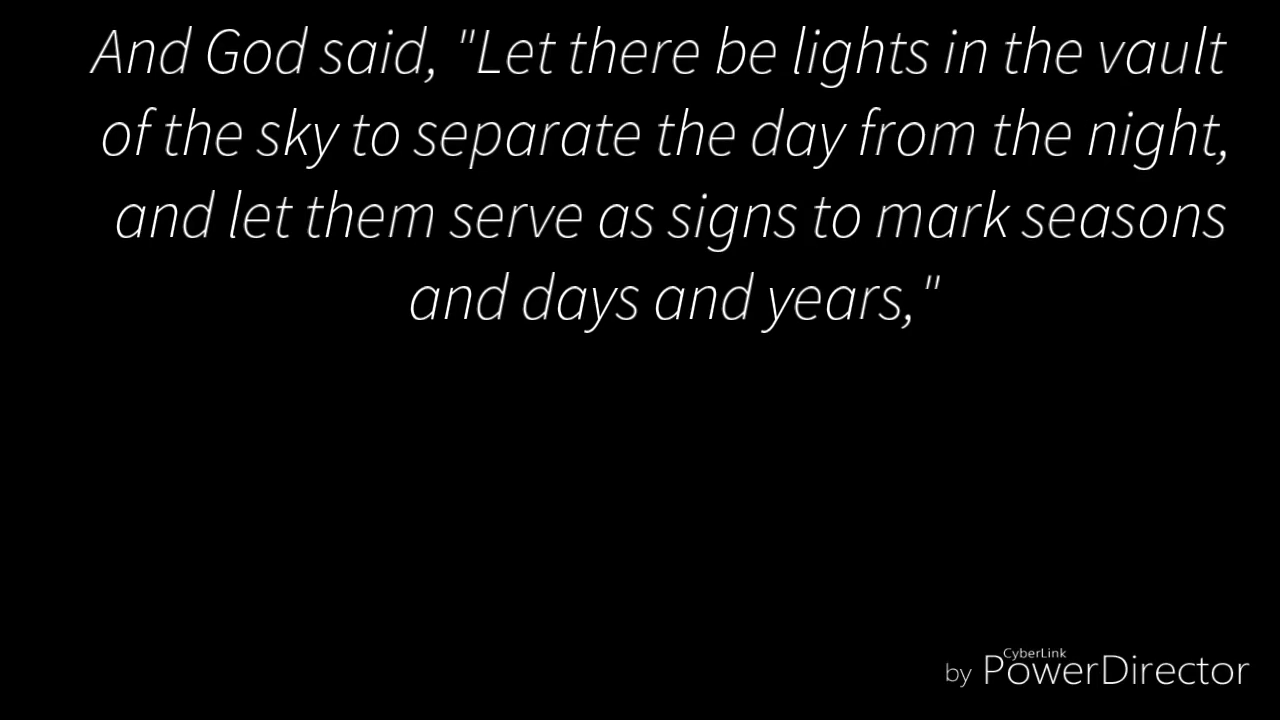 And God said, "Let there be lights in the vault
of the sky to separate the day from the night,
and let them serve as signs to mark seasons
and days and years,"
CyberLink
by PowerDirector